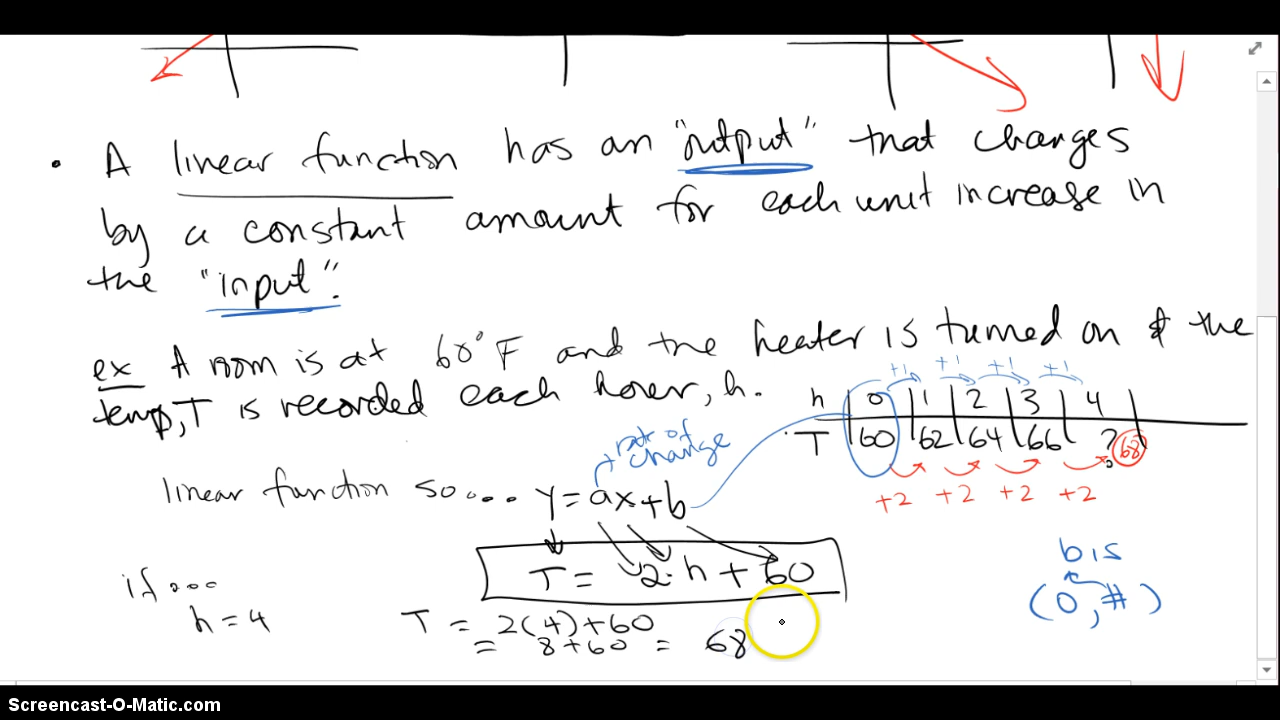 • A linear function has an "output" that changes
by a constant amount for each unit increase in
the "input".
ex A room is at 60° F and the heater is turned on & the
temp, T is recorded each hour, h.
+1 +1 +1 +1
h 0 1 2 3 4
T 60 62 64 66 ? 68
+2 +2 +2 +2
rate of
change
linear function so.... y = ax + b
T = 2 · h + 60
b is
(0, #)
if ...
h = 4
T = 2(4) + 60
= 8 + 60 = 68
Screencast-O-Matic.com